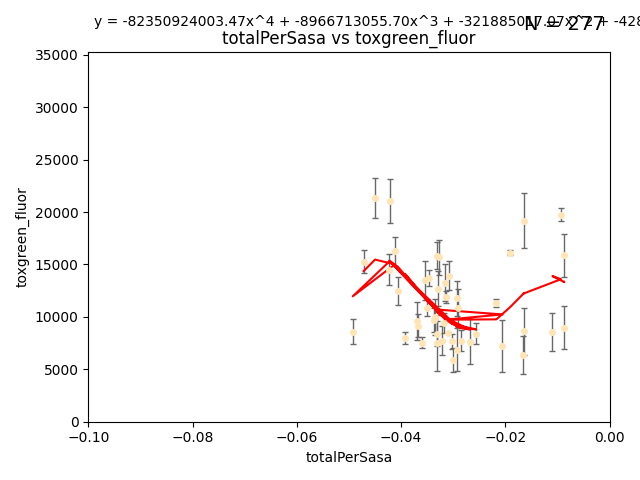 y = -82350924003.47x^4 + -8966713055.70x^3 + + -428
N = 277
totalPerSasa vs toxgreen_fluor
35000
30000
25000
20000
15000
10000
5000
0
toxgreen_fluor
−0.10 −0.08 −0.06 −0.04 −0.02 0.00
totalPerSasa